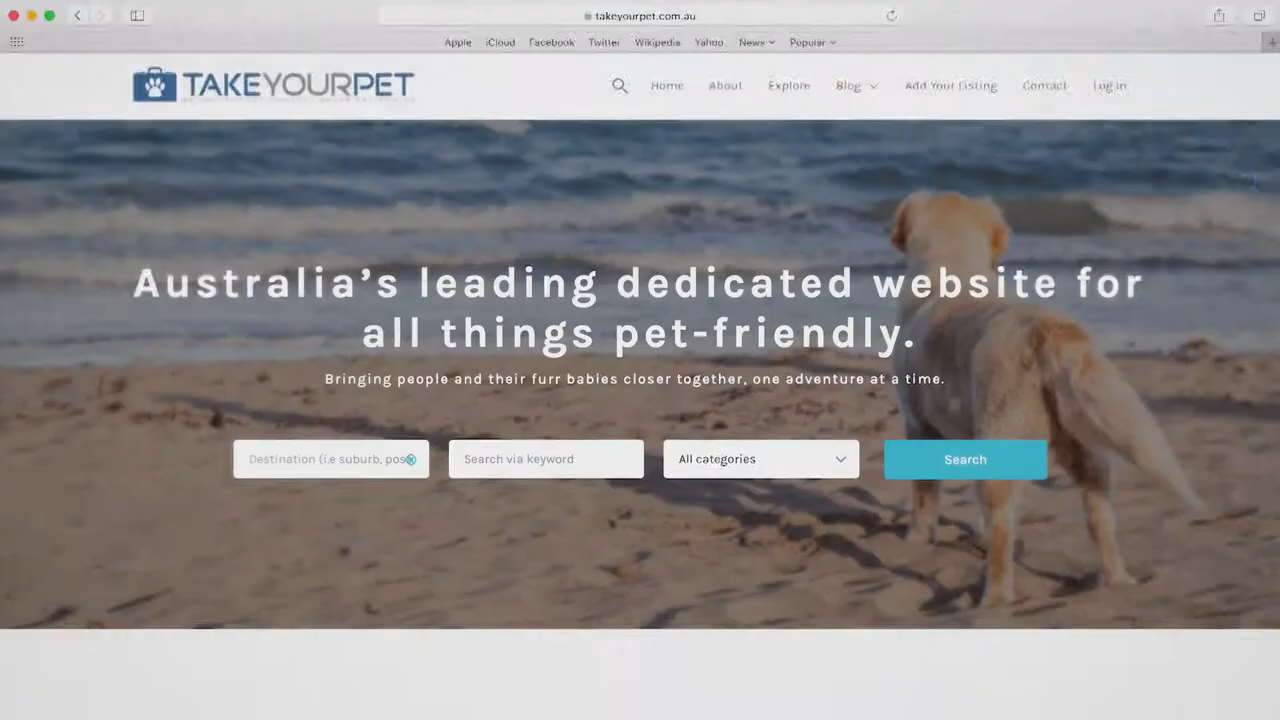 takeyourpet.com.au
Apple iCloud Facebook Twitter Wikipedia Yahoo News Popular
TAKEYOURPET
Home About Explore Blog Add Your Listing Contact Log in
Australia’s leading dedicated website for
all things pet-friendly.
Bringing people and their furr babies closer together, one adventure at a time.
Destination (i.e suburb, pos Search via keyword All categories Search